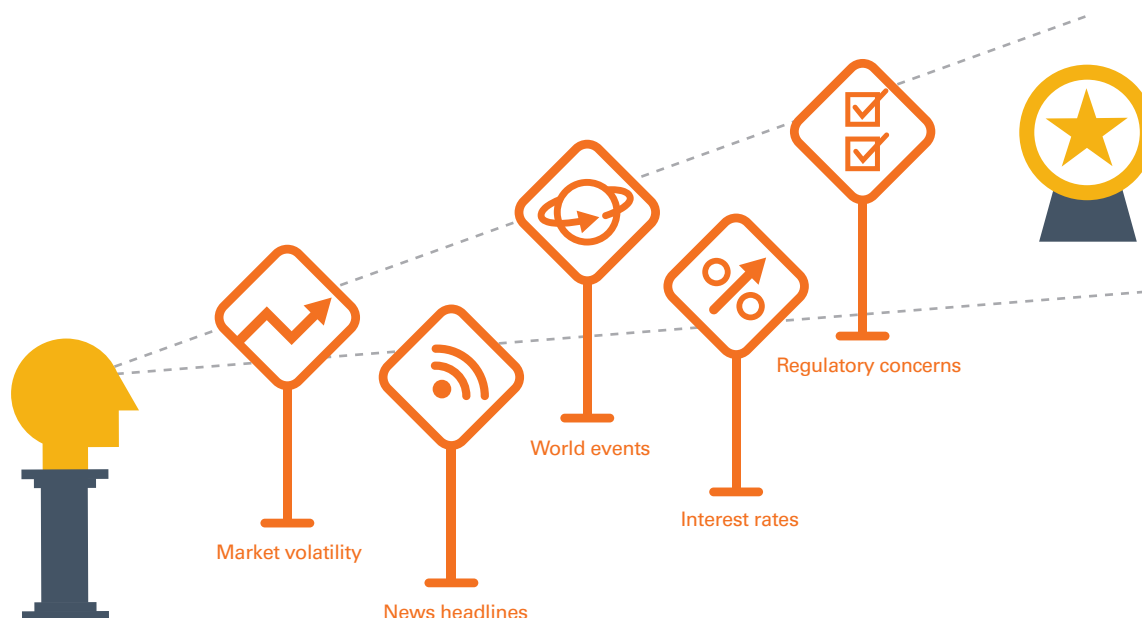 Market volatility
News headlines
World events
Interest rates
Regulatory concerns